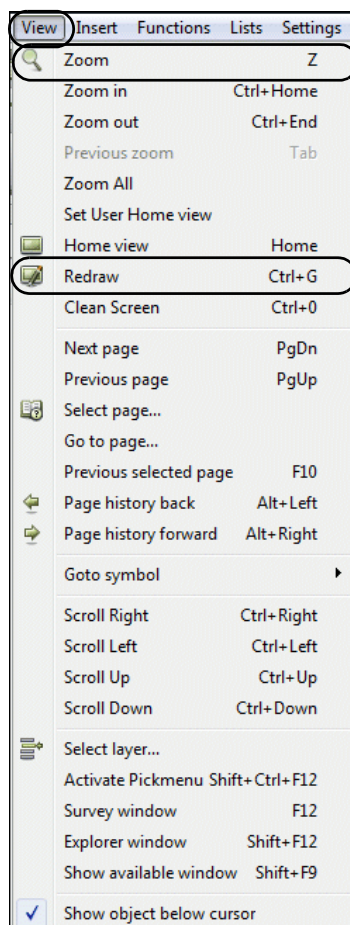 View Insert Functions Lists Settings
Zoom Z
Zoom in Ctrl+Home
Zoom out Ctrl+End
Previous zoom Tab
Zoom All
Set User Home view
Home view Home
Redraw Ctrl+G
Clean Screen Ctrl+0
Next page PgDn
Previous page PgUp
Select page...
Go to page...
Previous selected page F10
Page history back Alt+Left
Page history forward Alt+Right
Goto symbol
Scroll Right Ctrl+Right
Scroll Left Ctrl+Left
Scroll Up Ctrl+Up
Scroll Down Ctrl+Down
Select layer...
Activate Pickmenu Shift+Ctrl+F12
Survey window F12
Explorer window Shift+F12
Show available window Shift+F9
Show object below cursor